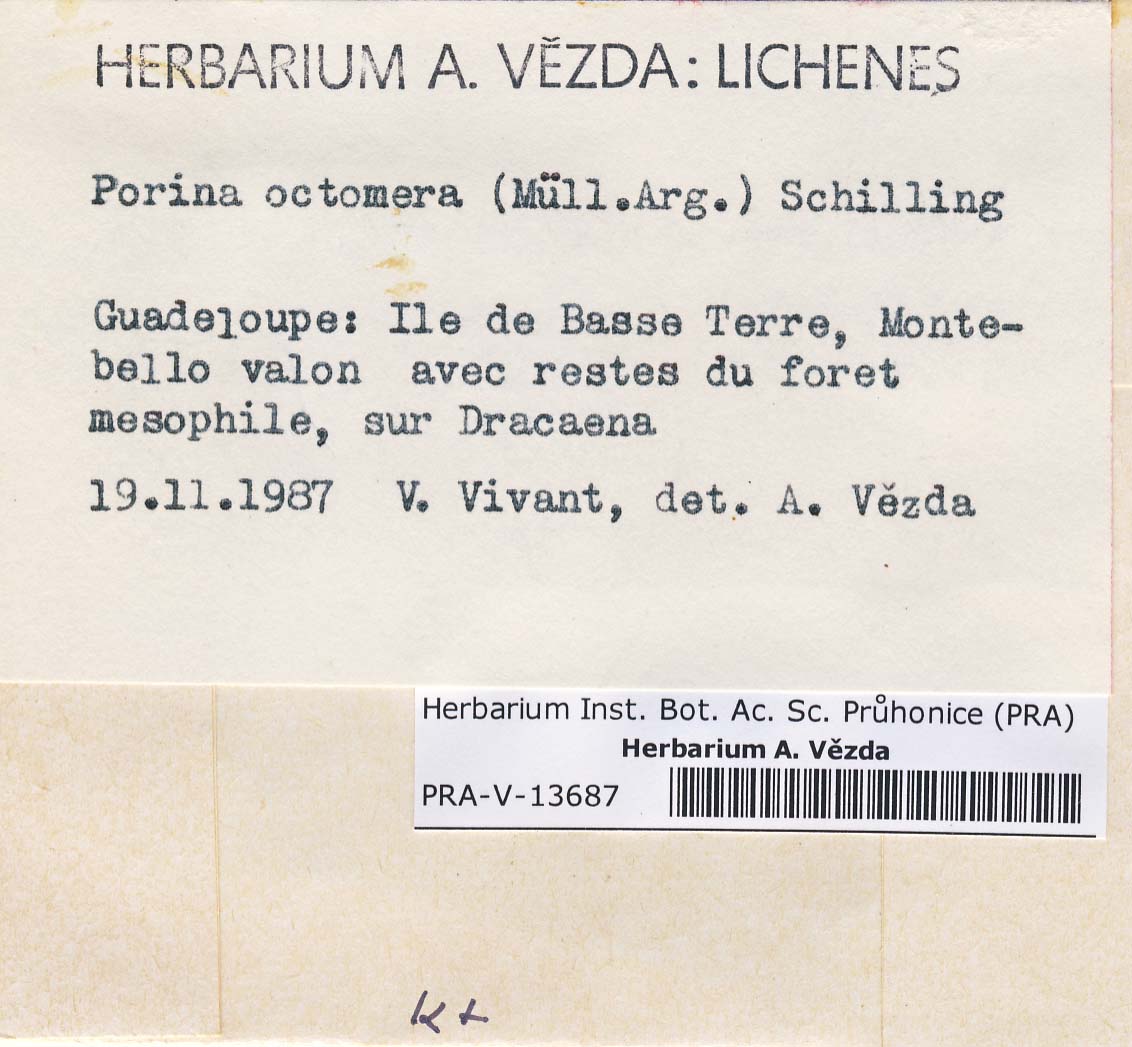 HERBARIUM A. VĚZDA: LICHENES
Porina octomera (Müll.Arg.) Schilling
Guadeloupe: Ile de Basse Terre, Monte-
bello valon avec restes du foret
mesophile, sur Dracaena
19.11.1987 V. Vivant, det. A. Vězda
Herbarium Inst. Bot. Ac. Sc. Průhonice (PRA)
Herbarium A. Vězda
PRA-V-13687
K+